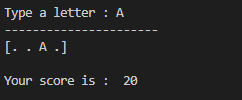 Type a letter : A
----------------------
[. . A .]
Your score is :  20